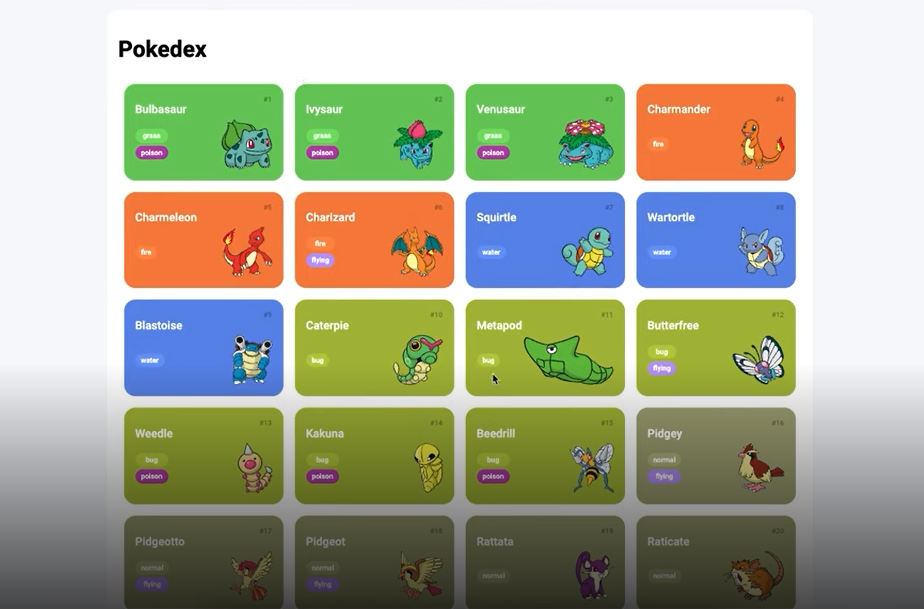 Pokedex
#1
Bulbasaur
grass
poison
#2
Ivysaur
grass
poison
#3
Venusaur
grass
poison
#4
Charmander
fire
#5
Charmeleon
fire
#6
Charizard
fire
flying
#7
Squirtle
water
#8
Wartortle
water
#9
Blastoise
water
#10
Caterpie
bug
#11
Metapod
bug
#12
Butterfree
bug
flying
#13
Weedle
bug
poison
#14
Kakuna
bug
poison
#15
Beedrill
bug
poison
#16
Pidgey
normal
flying
#17
Pidgeotto
normal
flying
#18
Pidgeot
normal
flying
#19
Rattata
normal
#20
Raticate
normal